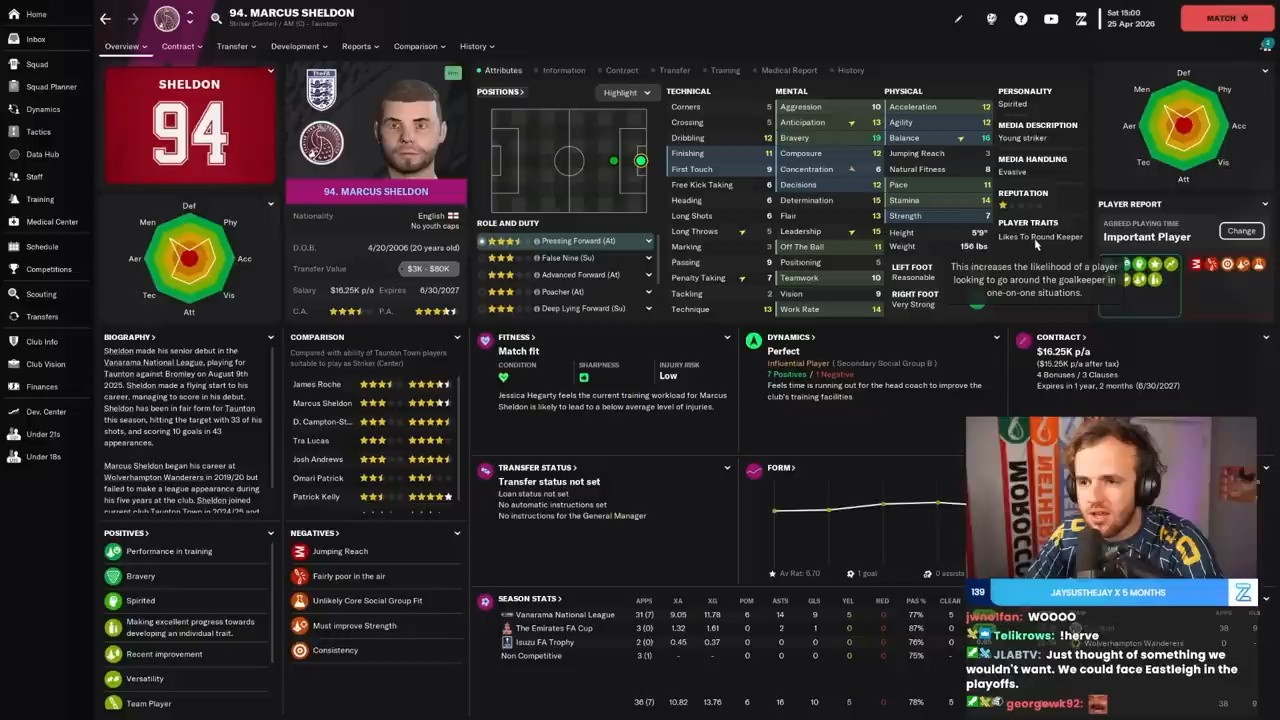 Home
Inbox
Squad
Squad Planner
Dynamics
Tactics
Data Hub
Staff
Training
Medical Center
Schedule
Competitions
Scouting
Transfers
Club Info
Club Vision
Finances
Dev. Center
Under 21s
Under 18s
94. MARCUS SHELDON
Striker (Center) / AM (C) - Taunton
Sat 15:00
25 Apr 2026
MATCH
Overview
Contract
Transfer
Development
Reports
Comparison
History
SHELDON
94
Def
Men
Phy
Aer
Acc
Tec
Vis
Att
94. MARCUS SHELDON
Nationality
English
No youth caps
D.O.B.
4/20/2006 (20 years old)
Transfer Value
$3K - $80K
Salary $16.25K p/a Expires 6/30/2027
C.A.
P.A.
Attributes
Information
Contract
Transfer
Training
Medical Report
History
POSITIONS>
Highlight
ROLE AND DUTY
Pressing Forward (At)
False Nine (Su)
Advanced Forward (At)
Poacher (At)
Deep Lying Forward (Su)
TECHNICAL
Corners 5
Crossing 5
Dribbling 12
Finishing 11
First Touch 9
Free Kick Taking 6
Heading 6
Long Shots 6
Long Throws 5
Marking 3
Passing 9
Penalty Taking 7
Tackling 2
Technique 13
MENTAL
Aggression 10
Anticipation 13
Bravery 19
Composure 12
Concentration 6
Decisions 12
Determination 15
Flair 13
Leadership 15
Off The Ball 11
Positioning 5
Teamwork 10
Vision 9
Work Rate 14
PHYSICAL
Acceleration 12
Agility 12
Balance 16
Jumping Reach 3
Natural Fitness 8
Pace 11
Stamina 14
Strength 7
Height 5'9"
Weight 156 lbs
LEFT FOOT
Reasonable
RIGHT FOOT
Very Strong
PERSONALITY
Spirited
MEDIA DESCRIPTION
Young striker
MEDIA HANDLING
Evasive
REPUTATION
PLAYER TRAITS
Likes To Round Keeper
This increases the likelihood of a player
looking to go around the goalkeeper in
one-on-one situations.
Def
Men
Phy
Aer
Acc
Tec
Vis
Att
PLAYER REPORT
AGREED PLAYING TIME
Important Player
Change
BIOGRAPHY>
Sheldon made his senior debut in the
Vanarama National League, playing for
Taunton against Bromley on August 9th
2025. Sheldon made a flying start to his
career, managing to score in his debut.
Sheldon has been in fair form for Taunton
this season, hitting the target with 33 of his
shots, and scoring 10 goals in 43
appearances.
Marcus Sheldon began his career at
Wolverhampton Wanderers in 2019/20 but
failed to make a league appearance during
his five years at the club. Sheldon joined
current club Taunton Town in 2024/25 and
COMPARISON
Compared with ability of Taunton Town players
suitable to play as Striker (Center)
James Roche
Marcus Sheldon
D. Campton-St...
Tra Lucas
Josh Andrews
Omari Patrick
Patrick Kelly
FITNESS>
Match fit
CONDITION
SHARPNESS
INJURY RISK
Low
Jessica Hegarty feels the current training workload for Marcus
Sheldon is likely to lead to a below average level of injuries.
DYNAMICS>
Perfect
Influential Player ( Secondary Social Group B )
7 Positives / 1 Negative
Feels time is running out for the head coach to improve the
club's training facilities
CONTRACT>
$16.25K p/a
($15.25K p/a after tax)
4 Bonuses / 3 Clauses
Expires in 1 year, 2 months (6/30/2027)
TRANSFER STATUS>
Transfer status not set
Loan status not set
No automatic instructions set
No instructions for the General Manager
FORM>
Av Rat: 6.70
1 goal
0 assists
POSITIVES
Performance in training
Bravery
Spirited
Making excellent progress towards
developing an individual trait.
Recent improvement
Versatility
Team Player
NEGATIVES
Jumping Reach
Fairly poor in the air
Unlikely Core Social Group Fit
Must improve Strength
Consistency
SEASON STATS> APPS XA XG POM ASTS GLS YEL RED PAS % CLEAR
Vanarama National League 31 (7) 9.05 11.78 6 14 9 5 0 77%
The Emirates FA Cup 3 (0) 1.32 1.61 0 2 1 0 0 87%
Isuzu FA Trophy 2 (0) 0.45 0.37 0 0 0 0 0 76%
Non Competitive 3 (1) - - - - - - 0 75%
36 (7) 10.82 13.76 6 16 10 5 0 78%
MOROCCO
139
JAYSUSTHEJAY X 5 MONTHS
jwnolfan: WOOOO
Telikrows: !herve
JLABTV: Just thought of something we
wouldn't want. We could face Eastleigh in the
playoffs.
georgewk92:
Wolverhampton Wanderers
38 9
38 9